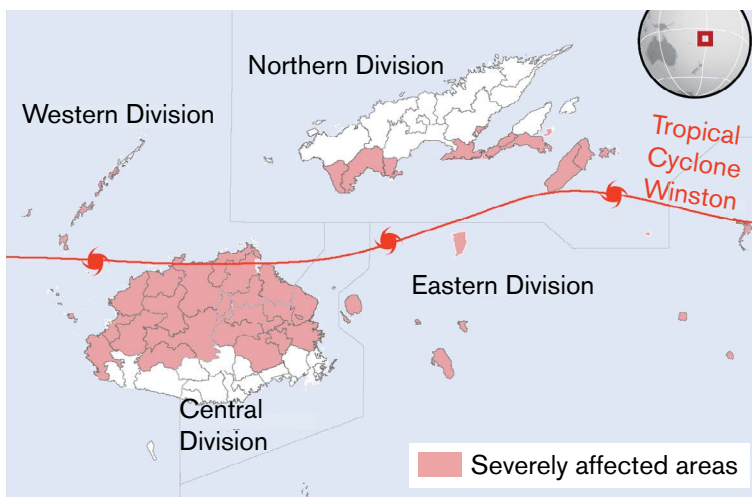 Northern Division
Western Division
Tropical
Cyclone
Winston
Eastern Division
Central
Division
Severely affected areas